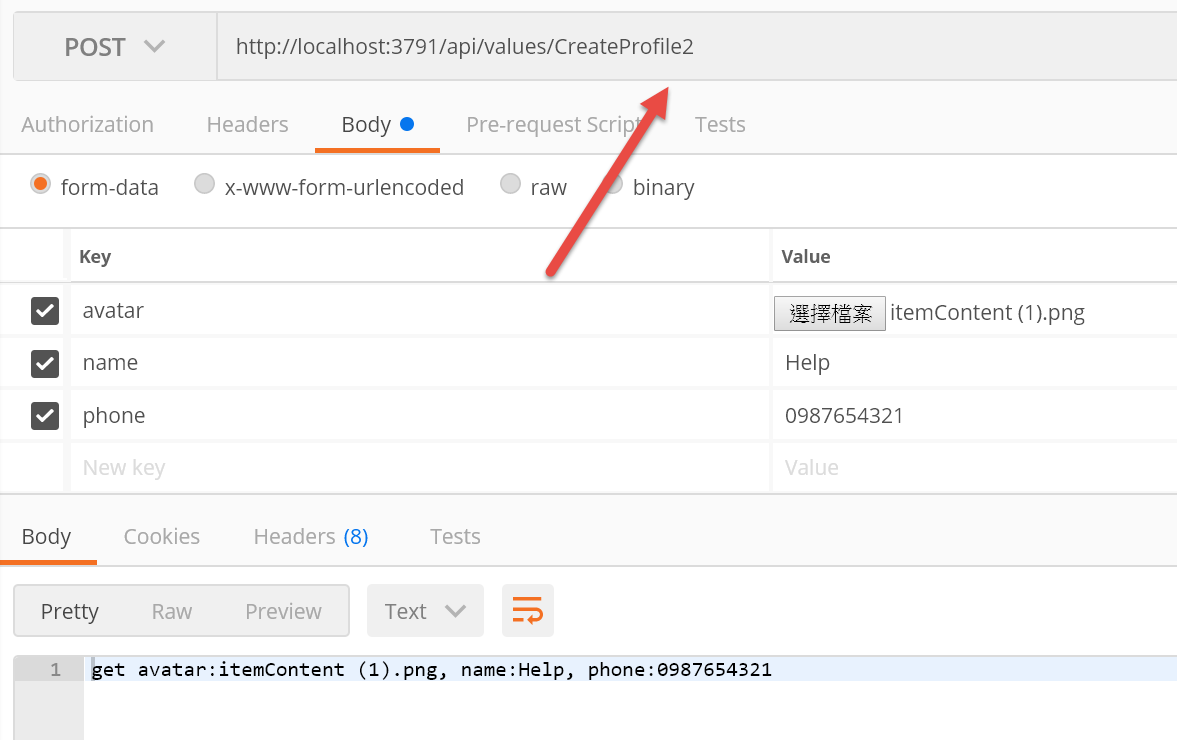 POST http://localhost:3791/api/values/CreateProfile2
Authorization Headers Body Pre-request Script Tests
form-data x-www-form-urlencoded raw binary
Key Value
avatar 選擇檔案 itemContent (1).png
name Help
phone 0987654321
New key Value
Body Cookies Headers (8) Tests
Pretty Raw Preview Text
1 get avatar:itemContent (1).png, name:Help, phone:0987654321